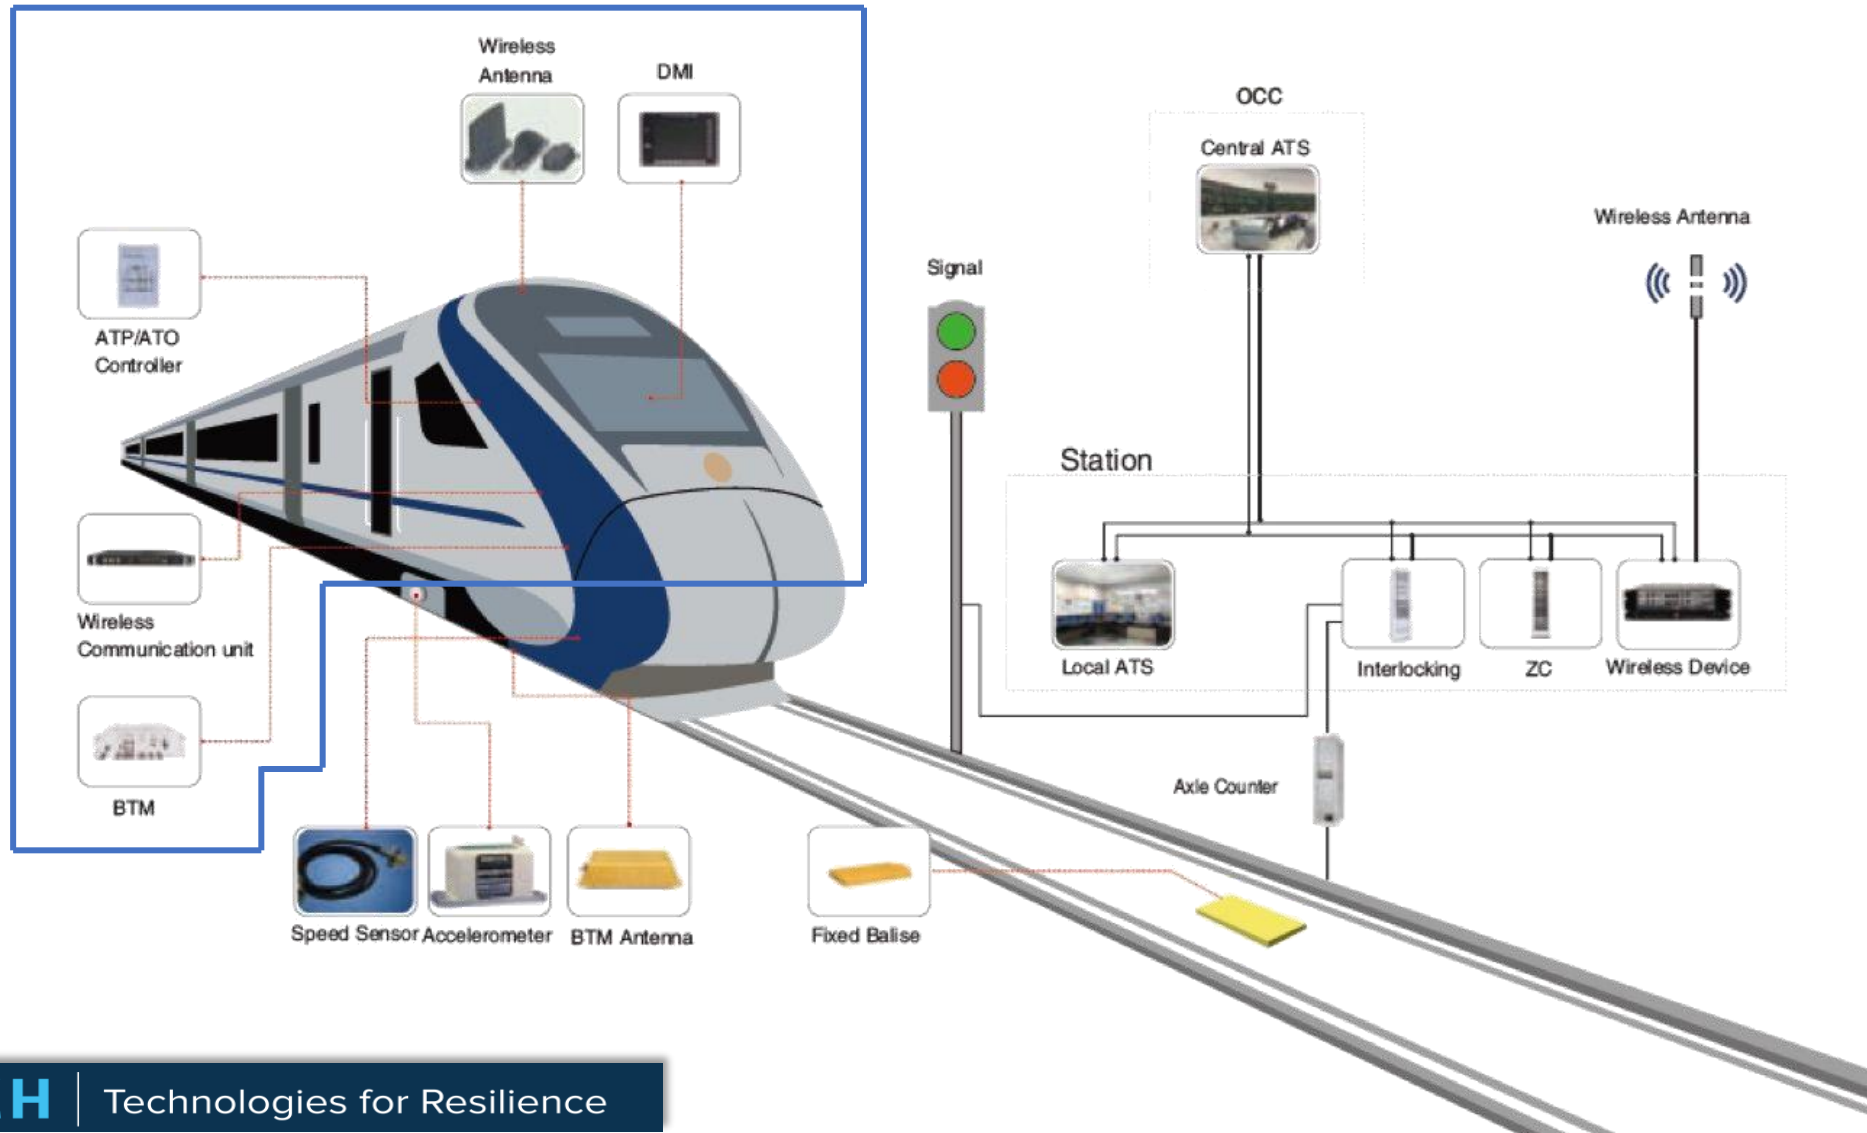 Wireless
Antenna
DMI
OCC
Central ATS
Wireless Antenna
Signal
ATP/ATO
Controller
Station
Wireless
Communication unit
Local ATS
Interlocking
ZC
Wireless Device
BTM
Axle Counter
Speed Sensor
Accelerometer
BTM Antenna
Fixed Balise
H
Technologies for Resilience